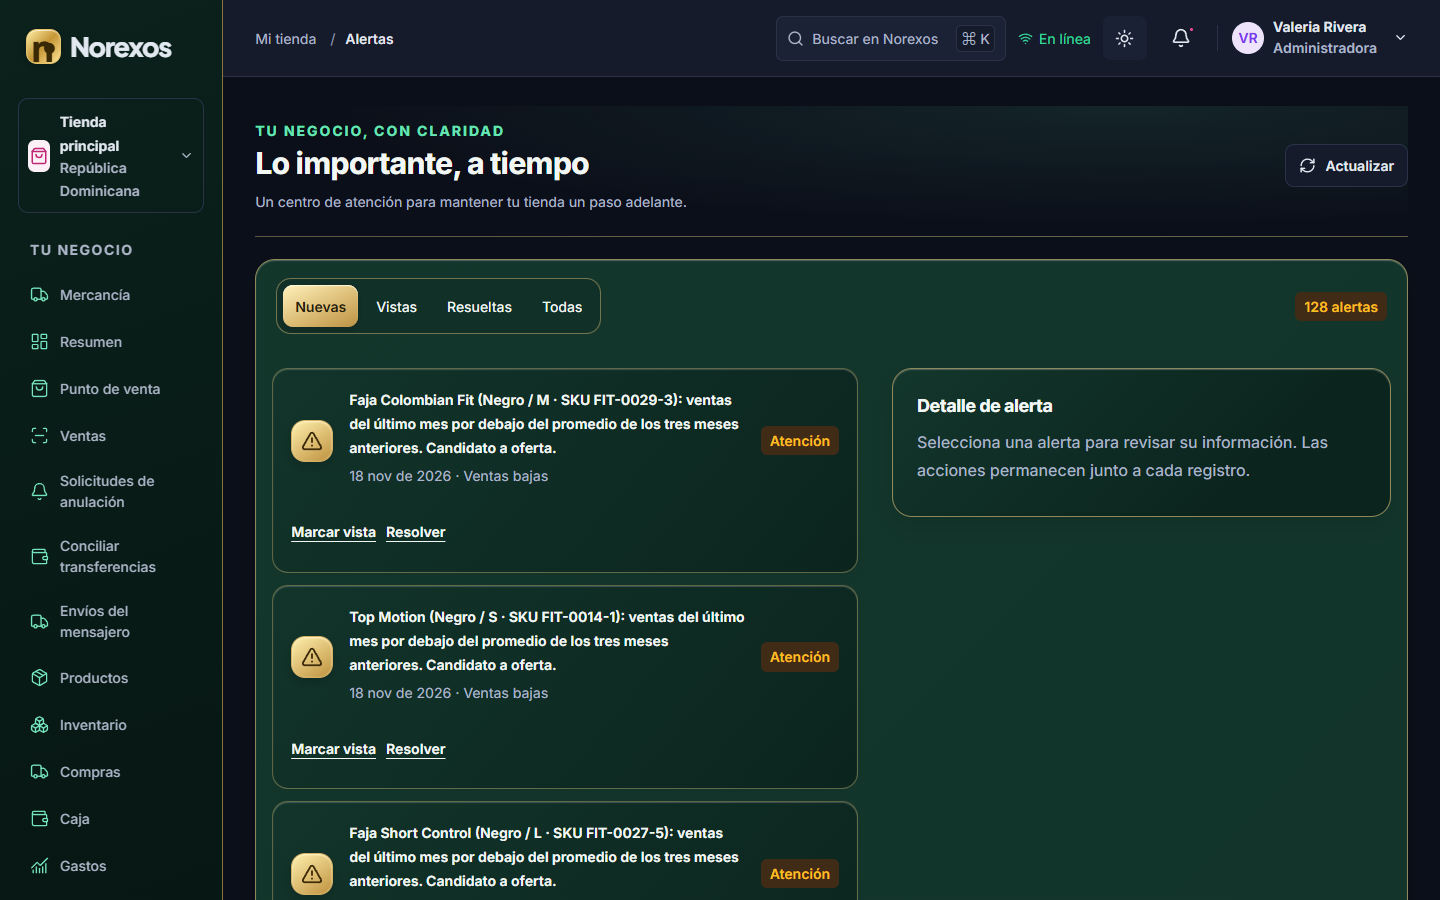 Norexos
Tienda
principal
República
Dominicana
TU NEGOCIO
Mercancía
Resumen
Punto de venta
Ventas
Solicitudes de
anulación
Conciliar
transferencias
Envíos del
mensajero
Productos
Inventario
Compras
Caja
Gastos
Mi tienda / Alertas
Buscar en Norexos ⌘ K
En línea
VR
Valeria Rivera
Administradora
TU NEGOCIO, CON CLARIDAD
Lo importante, a tiempo
Un centro de atención para mantener tu tienda un paso adelante.
Actualizar
Nuevas Vistas Resueltas Todas
128 alertas
Faja Colombian Fit (Negro / M · SKU FIT-0029-3): ventas
del último mes por debajo del promedio de los tres meses
anteriores. Candidato a oferta.
18 nov de 2026 · Ventas bajas
Atención
Marcar vista Resolver
Top Motion (Negro / S · SKU FIT-0014-1): ventas del último
mes por debajo del promedio de los tres meses
anteriores. Candidato a oferta.
18 nov de 2026 · Ventas bajas
Atención
Marcar vista Resolver
Faja Short Control (Negro / L · SKU FIT-0027-5): ventas
del último mes por debajo del promedio de los tres meses
anteriores. Candidato a oferta.
Atención
Detalle de alerta
Selecciona una alerta para revisar su información. Las
acciones permanecen junto a cada registro.